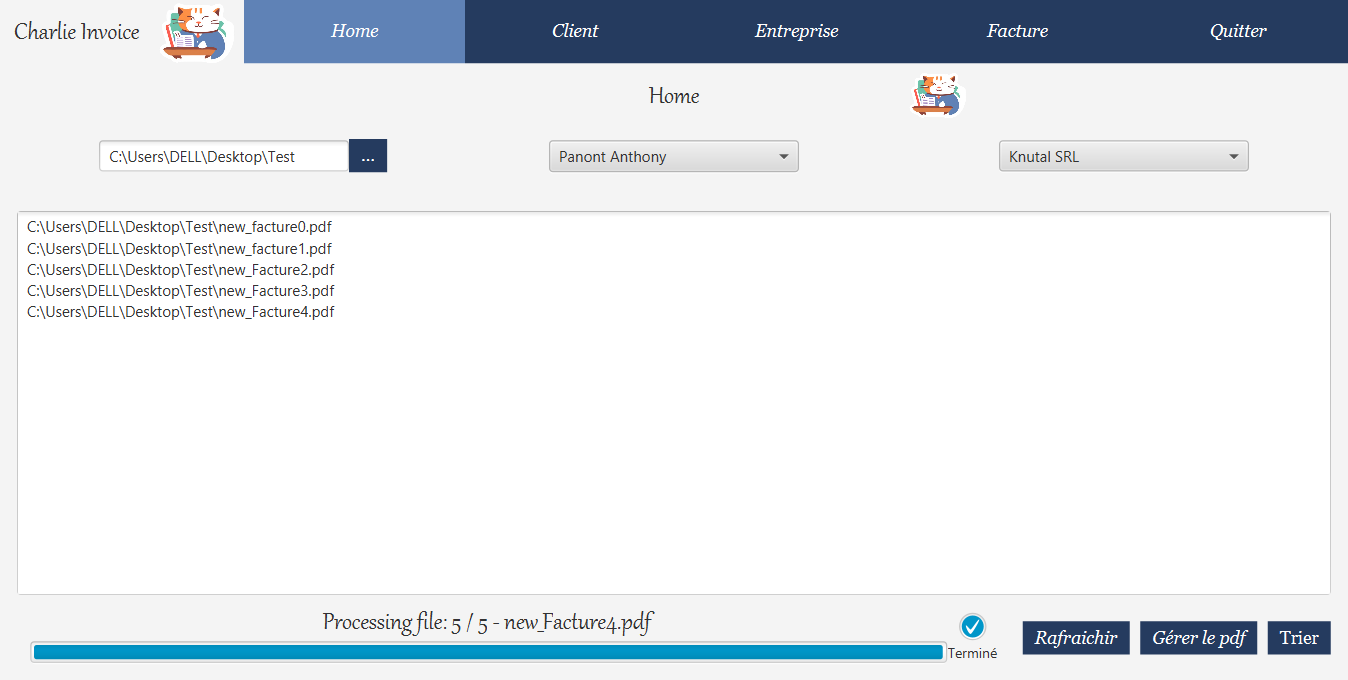 Charlie Invoice
Home
Client
Entreprise
Facture
Quitter
Home
C:\Users\DELL\Desktop\Test
...
Panont Anthony
Knutal SRL
C:\Users\DELL\Desktop\Test\new_facture0.pdf
C:\Users\DELL\Desktop\Test\new_facture1.pdf
C:\Users\DELL\Desktop\Test\new_Facture2.pdf
C:\Users\DELL\Desktop\Test\new_Facture3.pdf
C:\Users\DELL\Desktop\Test\new_Facture4.pdf
Processing file: 5 / 5 - new_Facture4.pdf
Terminé
Rafraichir
Gérer le pdf
Trier